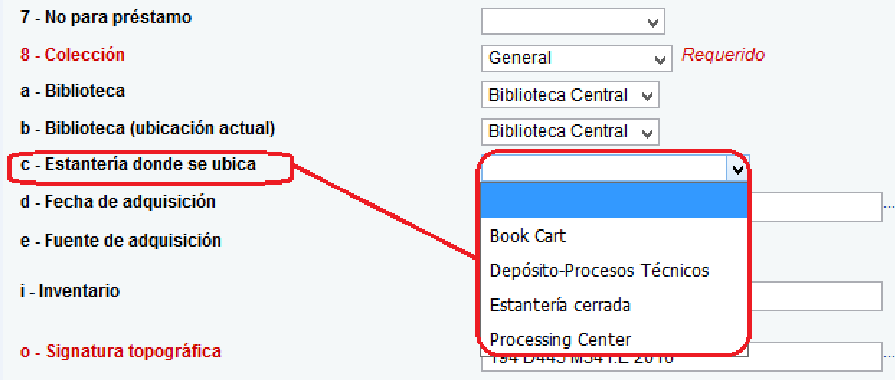 7 - No para préstamo
8 - Colección General Requerido
a - Biblioteca Biblioteca Central
b - Biblioteca (ubicación actual) Biblioteca Central
c - Estantería donde se ubica
d - Fecha de adquisición ...
e - Fuente de adquisición
Book Cart
Depósito-Procesos Técnicos
i - Inventario
Estantería cerrada
Processing Center
o - Signatura topográfica ...